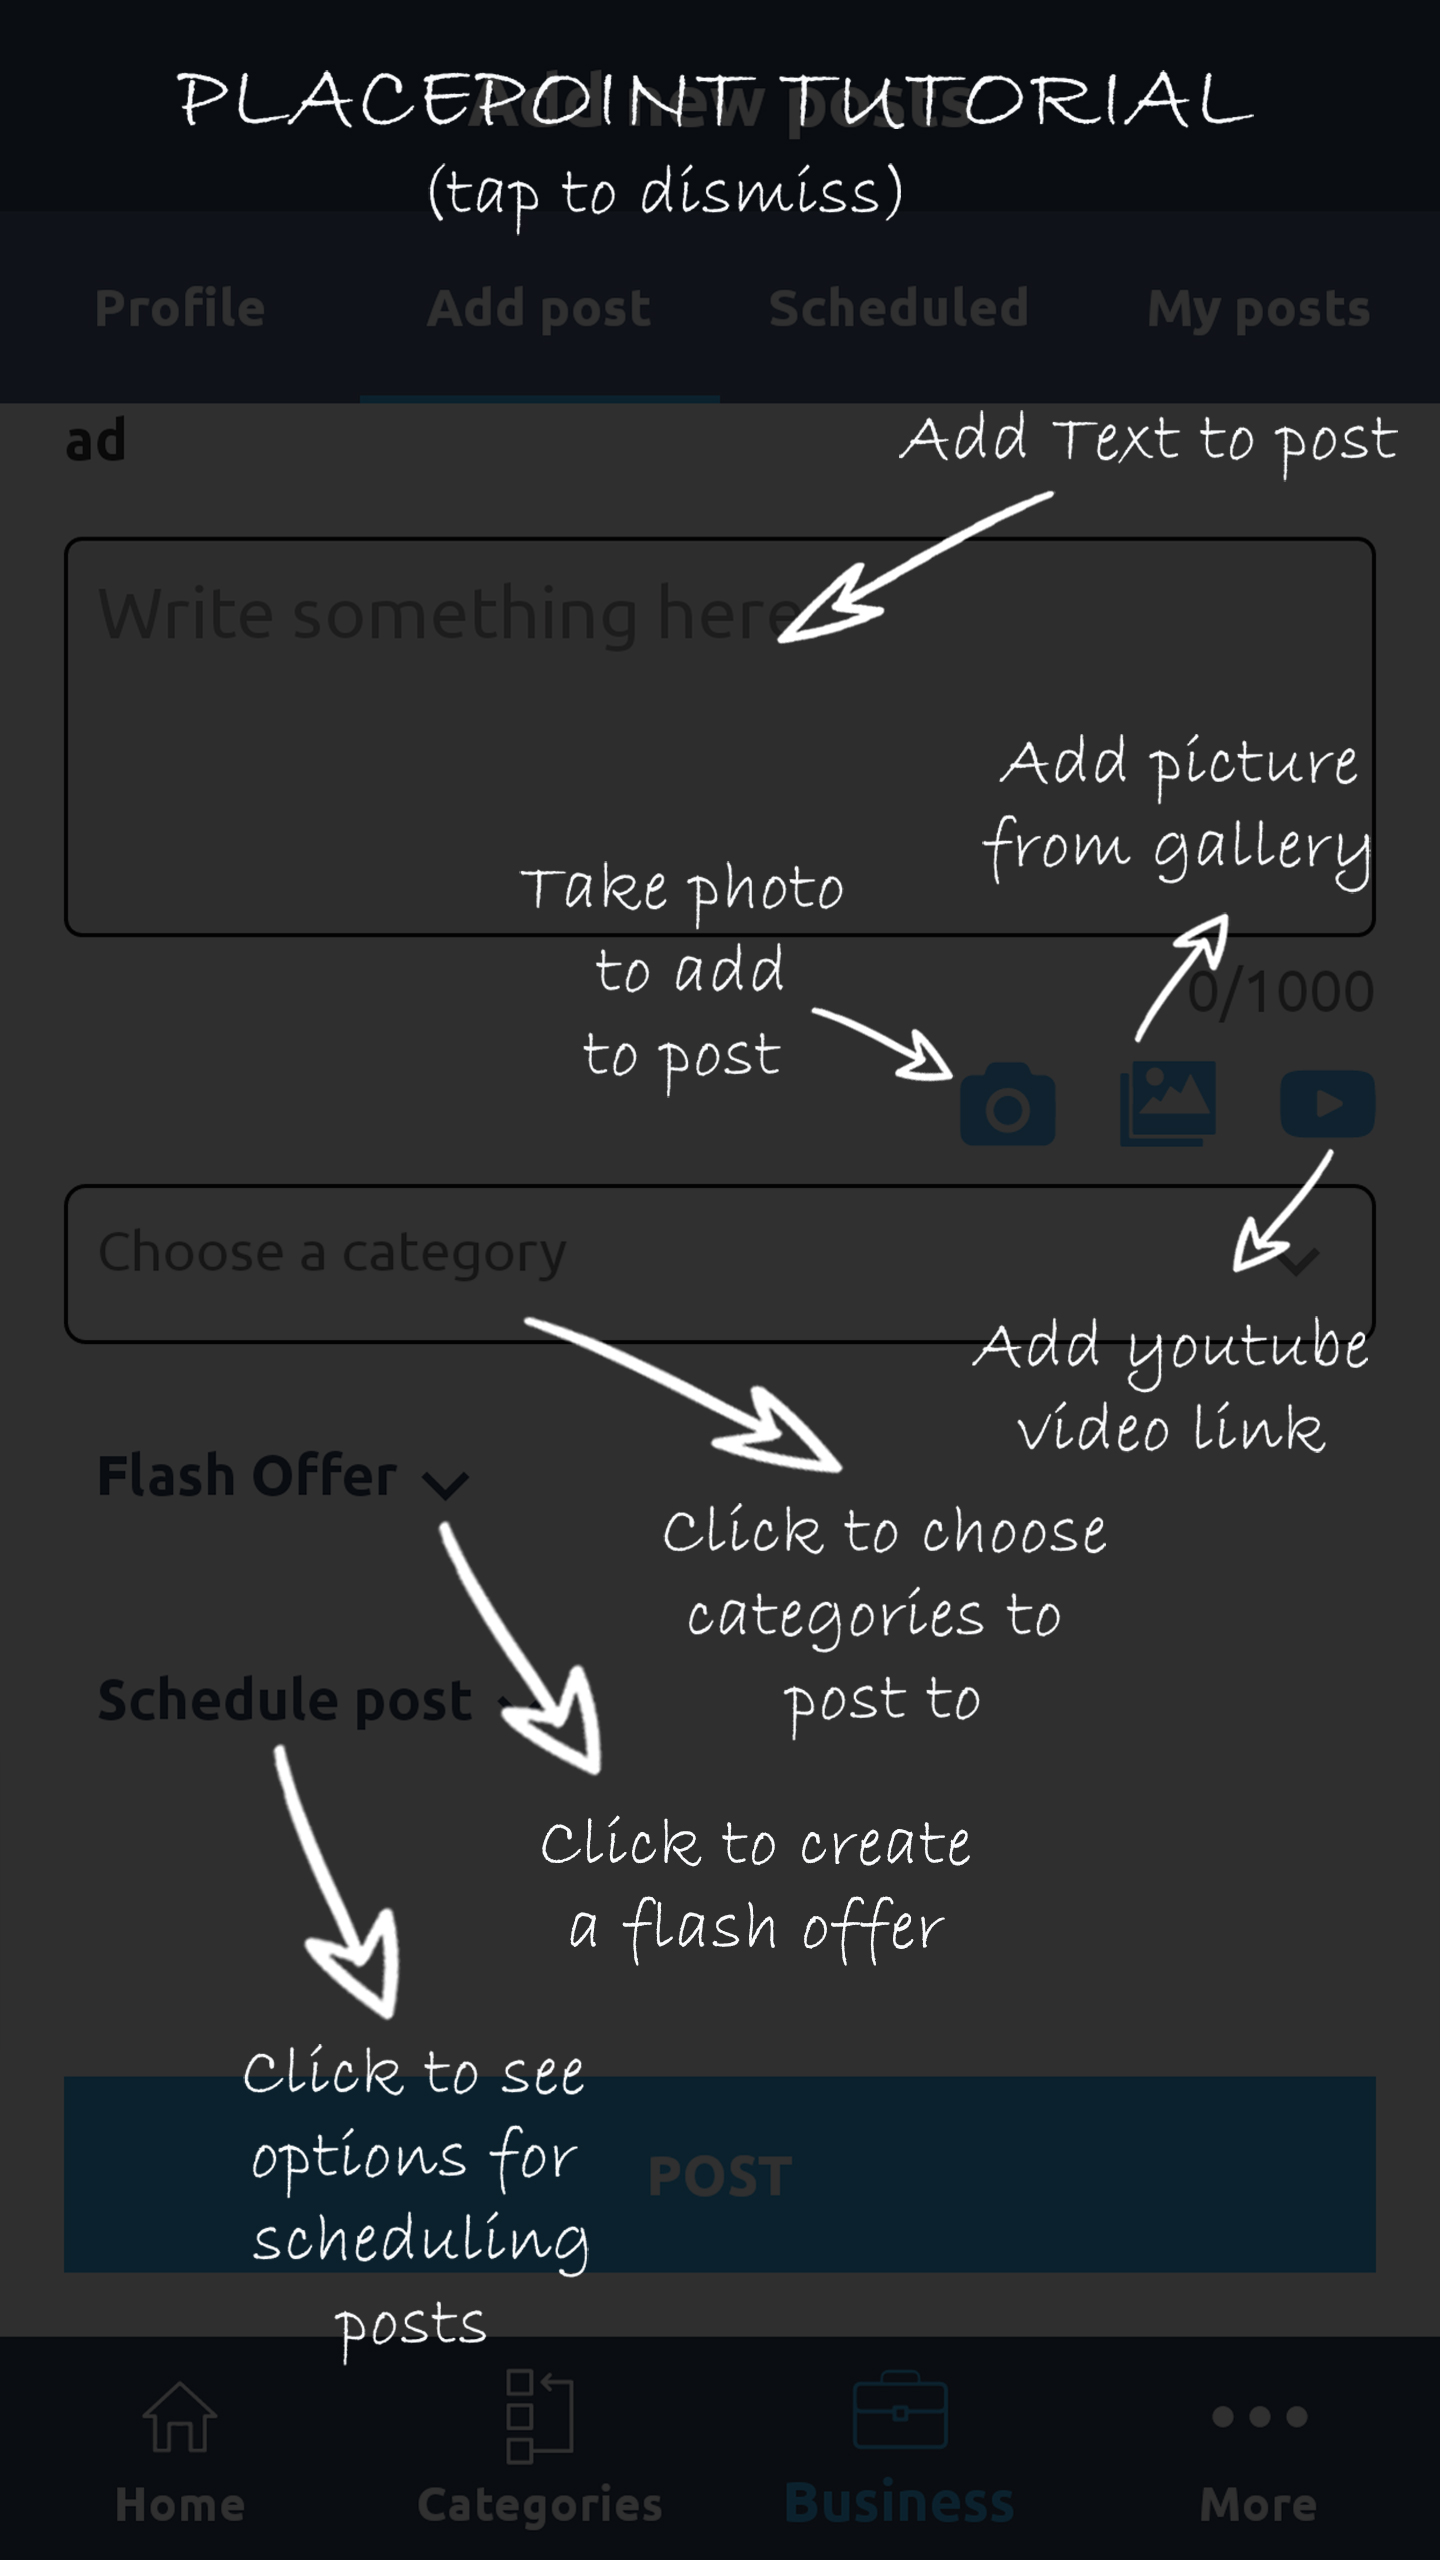 PLACEPOINT TUTORIAL
Add new posts
(tap to dismiss)
Profile Add post Scheduled My posts
ad
Add Text to post
Write something here
Add picture
from gallery
Take photo
to add
to post
0/1000
Choose a category
Add youtube
video link
Flash Offer
Click to choose
categories to
post to
Schedule post
Click to create
a flash offer
Click to see
options for
scheduling
posts
POST
Home Categories Business More